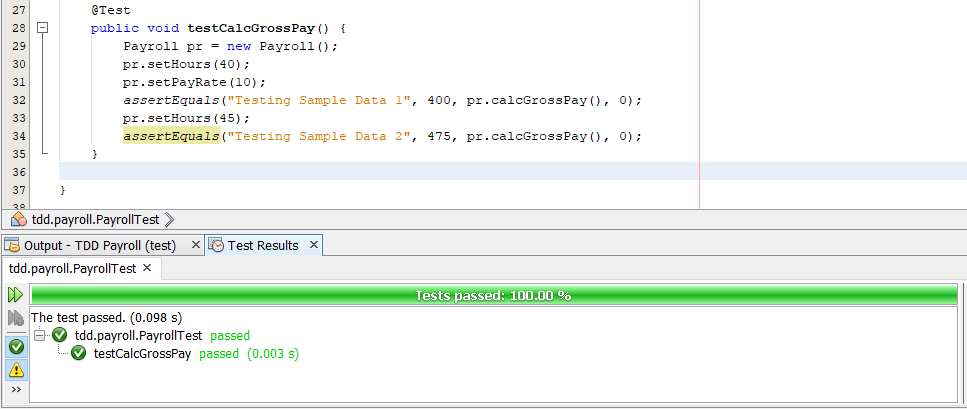 27 @Test
28 public void testCalcGrossPay() {
29 Payroll pr = new Payroll();
30 pr.setHours(40);
31 pr.setPayRate(10);
32 assertEquals("Testing Sample Data 1", 400, pr.calcGrossPay(), 0);
33 pr.setHours(45);
34 assertEquals("Testing Sample Data 2", 475, pr.calcGrossPay(), 0);
35 }
36
37 }
38
tdd.payroll.PayrollTest
Output - TDD Payroll (test) × Test Results ×
tdd.payroll.PayrollTest ×
Tests passed: 100.00 %
The test passed. (0.098 s)
tdd.payroll.PayrollTest passed
testCalcGrossPay passed (0.003 s)
>>